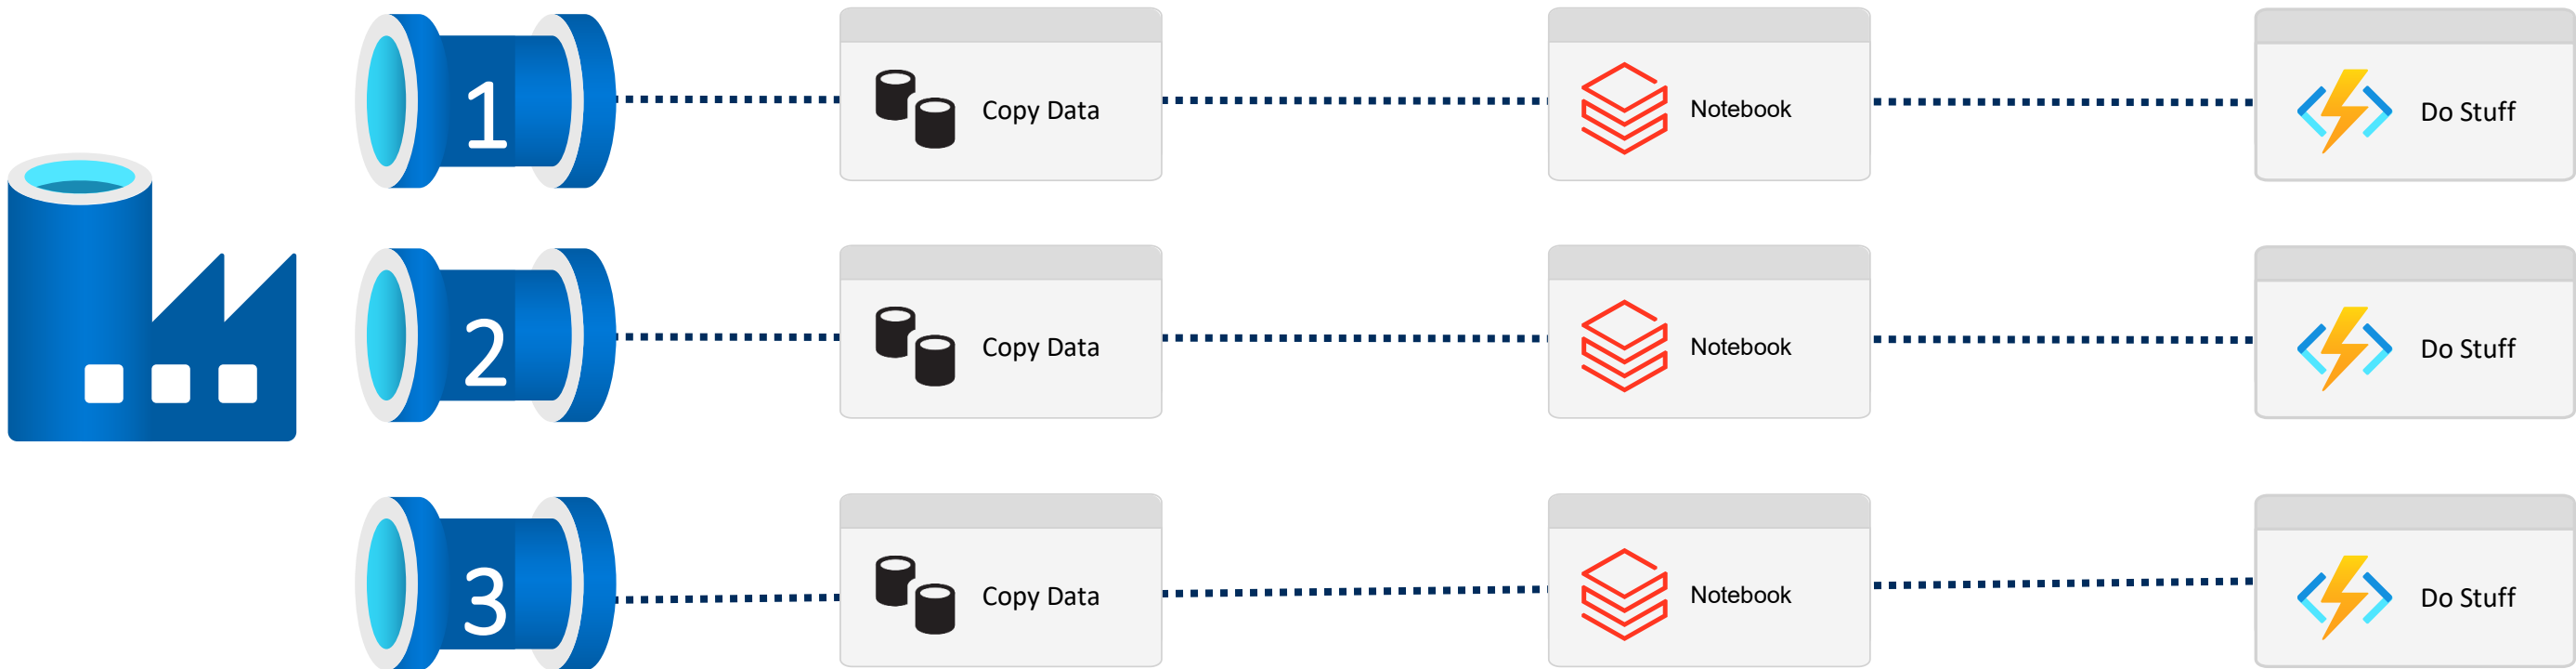 1
Copy Data
Notebook
Do Stuff
2
Copy Data
Notebook
Do Stuff
3
Copy Data
Notebook
Do Stuff